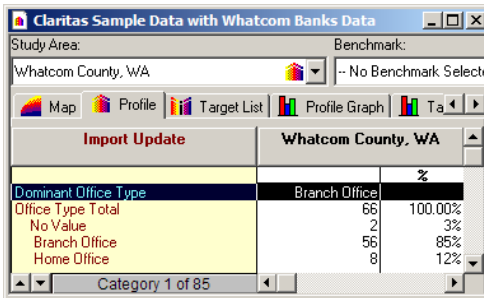 Claritas Sample Data with Whatcom Banks Data
Study Area: Benchmark:
Whatcom County, WA -- No Benchmark Selecte
Map Profile Target List Profile Graph Ta
Import Update Whatcom County, WA
%
Dominant Office Type Branch Office
Office Type Total 66 100.00%
No Value 2 3%
Branch Office 56 85%
Home Office 8 12%
Category 1 of 85